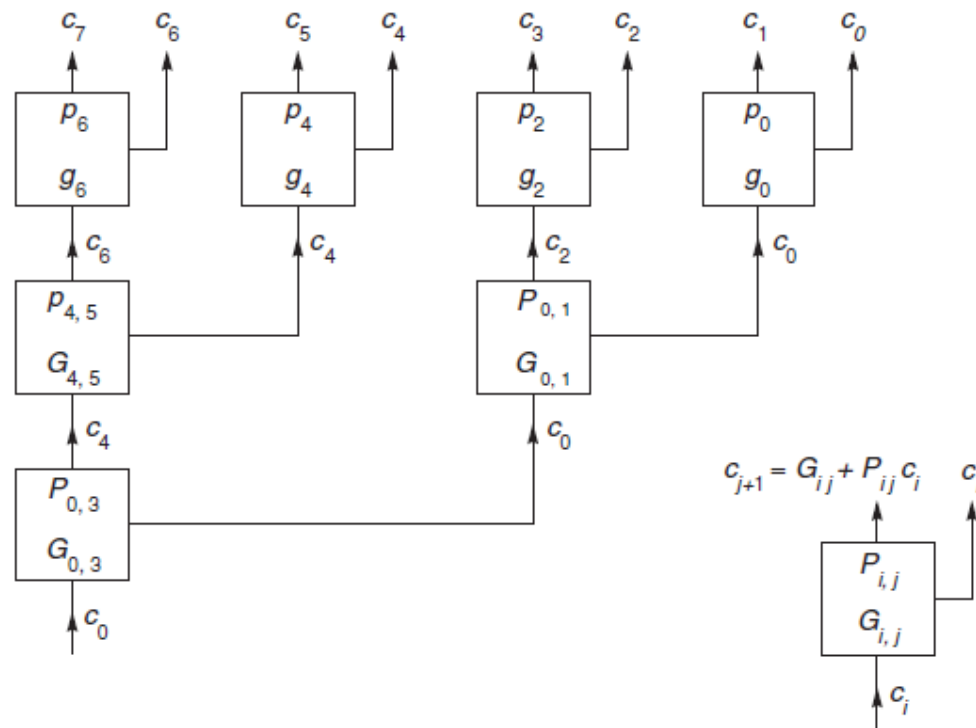 c₇ c₆ c₅ c₄ c₃ c₂ c₁ c₀
p₆ p₄ p₂ p₀
g₆ g₄ g₂ g₀
c₆ c₄ c₂ c₀
p₄, ₅ P₀, ₁
G₄, ₅ G₀, ₁
c₄ c₀
cⱼ₊₁ = Gᵢ ⱼ + Pᵢ ⱼ cᵢ c
P₀, ₃
G₀, ₃
Pᵢ, ⱼ
Gᵢ, ⱼ
c₀
cᵢ